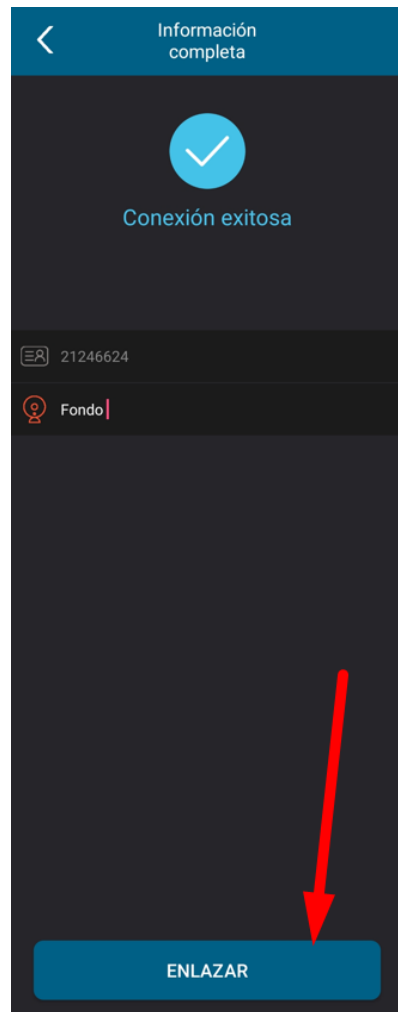 Información
completa
Conexión exitosa
21246624
Fondo
ENLAZAR